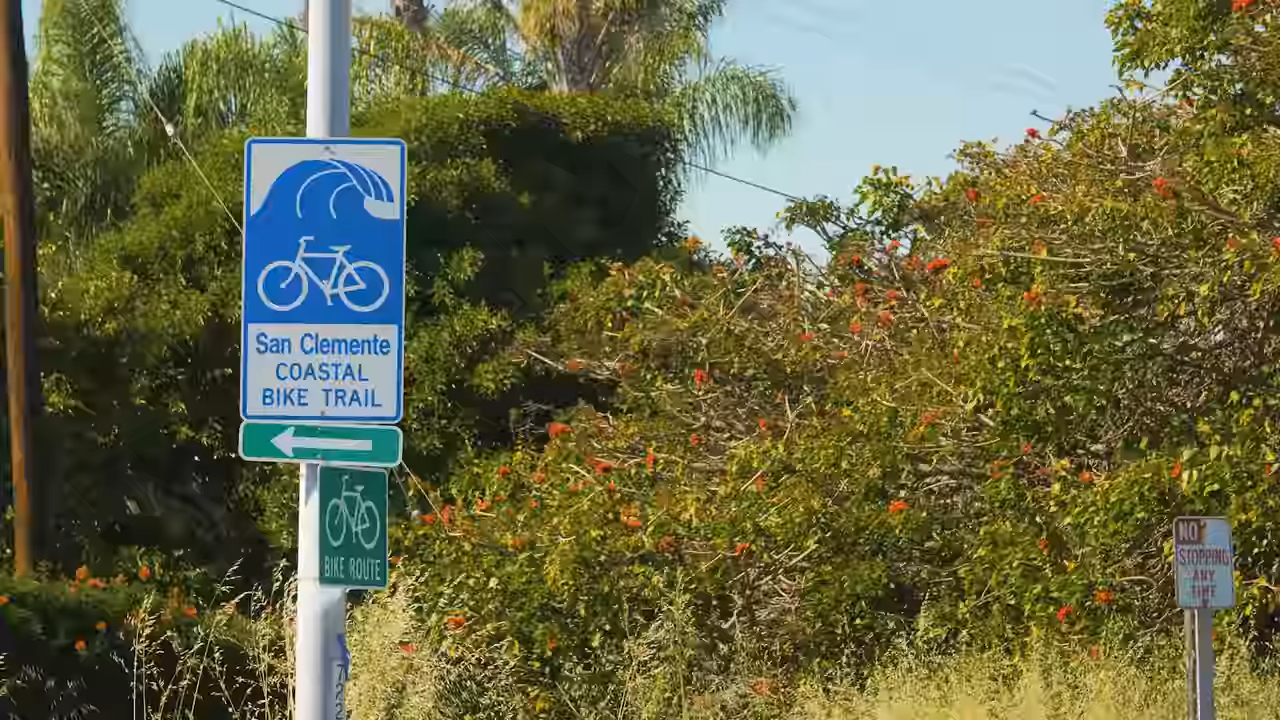 San Clemente
COASTAL
BIKE TRAIL
BIKE ROUTE
NO
STOPPING
ANY
TIME